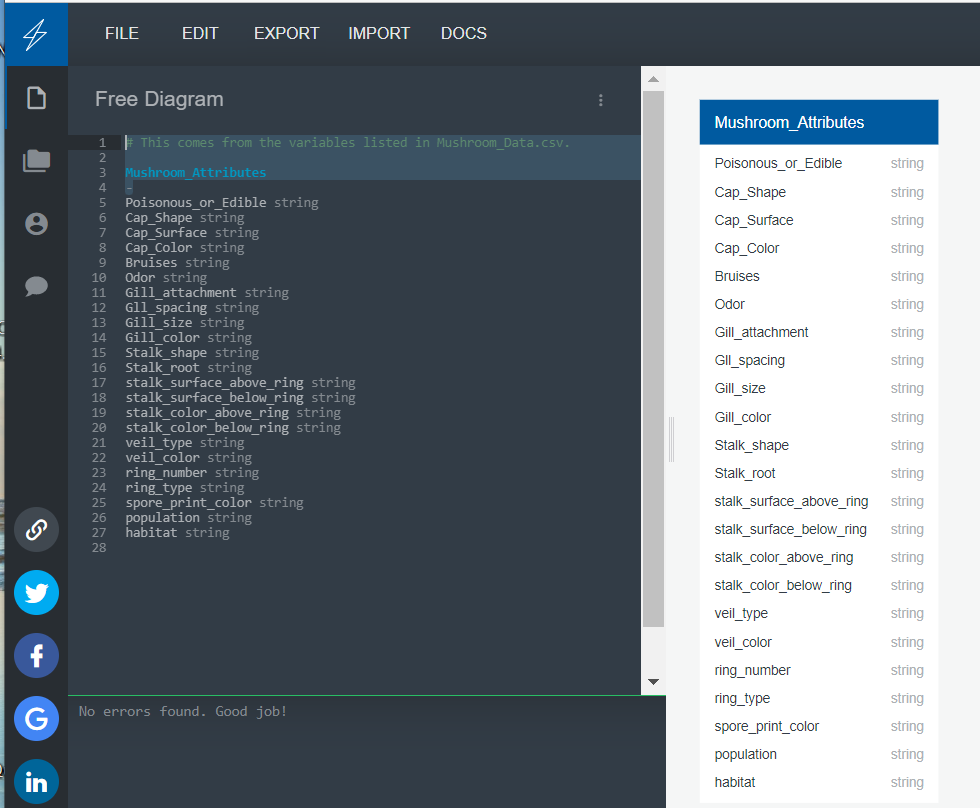 FILE EDIT EXPORT IMPORT DOCS
Free Diagram
1 # This comes from the variables listed in Mushroom_Data.csv.
2
3 Mushroom_Attributes
4 -
5 Poisonous_or_Edible string
6 Cap_Shape string
7 Cap_Surface string
8 Cap_Color string
9 Bruises string
10 Odor string
11 Gill_attachment string
12 Gll_spacing string
13 Gill_size string
14 Gill_color string
15 Stalk_shape string
16 Stalk_root string
17 stalk_surface_above_ring string
18 stalk_surface_below_ring string
19 stalk_color_above_ring string
20 stalk_color_below_ring string
21 veil_type string
22 veil_color string
23 ring_number string
24 ring_type string
25 spore_print_color string
26 population string
27 habitat string
28
No errors found. Good job!
Mushroom_Attributes
Poisonous_or_Edible string
Cap_Shape string
Cap_Surface string
Cap_Color string
Bruises string
Odor string
Gill_attachment string
Gll_spacing string
Gill_size string
Gill_color string
Stalk_shape string
Stalk_root string
stalk_surface_above_ring string
stalk_surface_below_ring string
stalk_color_above_ring string
stalk_color_below_ring string
veil_type string
veil_color string
ring_number string
ring_type string
spore_print_color string
population string
habitat string